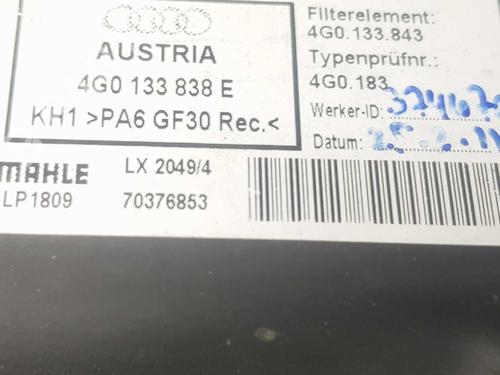 AUSTRIA
4G0 133 838 E
KH1 >PA6 GF30 Rec.<
Filterelement:
4G0.133.843
Typenprüfnr.:
4G0.183
Werker-ID:
Datum:
MAHLE
LX 2049/4
LP1809
70376853